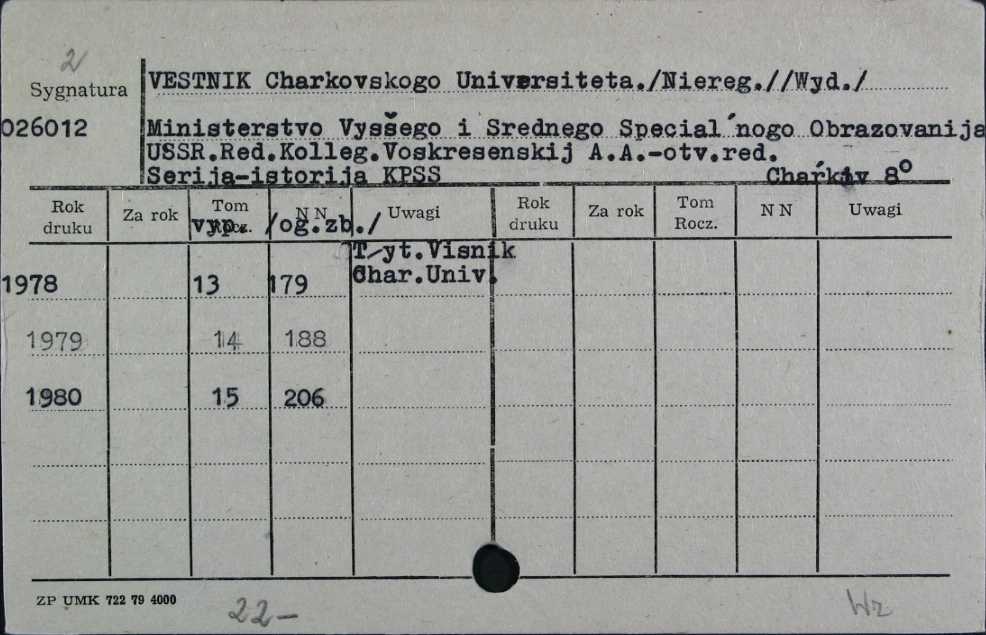 2
Sygnatura
VESTNIK Charkovskogo Universiteta./Niereg.//Wyd./
026012
Ministerstvo Vysšego i Srednego Special´nogo Obrazovanija
USSR.Red.Kolleg.Voskresenskij A.A.-otv.red.
Serija-istorija KPSS Charkiv 8°
Rok druku Za rok Tom Rocz. N N Uwagi Rok druku Za rok Tom Rocz. N N Uwagi
vyp. /og.zb./
T-yt.Visnik
1978 13 179 Char.Univ.
1979 14 188
1980 15 206
ZP UMK 722 79 4000
22-
Wz